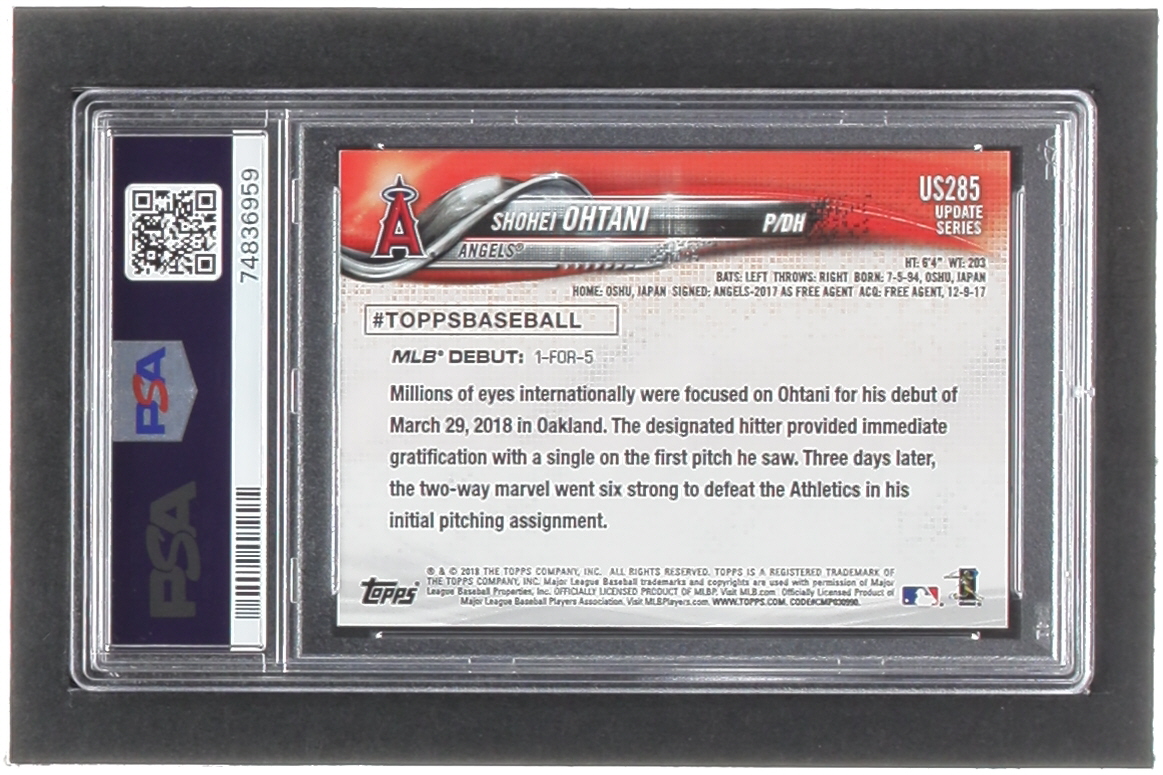 74836959
PSA
PSA
A
SHOHEI OHTANI
P/DH
ANGELS®
US285
UPDATE
SERIES
HT: 6'4" WT: 203
BATS: LEFT THROWS: RIGHT BORN: 7-5-94, OSHU, JAPAN
HOME: OSHU, JAPAN SIGNED: ANGELS-2017 AS FREE AGENT ACQ: FREE AGENT, 12-9-17
#TOPPSBASEBALL
MLB® DEBUT: 1-FOR-5
Millions of eyes internationally were focused on Ohtani for his debut of
March 29, 2018 in Oakland. The designated hitter provided immediate
gratification with a single on the first pitch he saw. Three days later,
the two-way marvel went six strong to defeat the Athletics in his
initial pitching assignment.
Topps
® & © 2018 THE TOPPS COMPANY, INC. ALL RIGHTS RESERVED. TOPPS IS A REGISTERED TRADEMARK OF
THE TOPPS COMPANY, INC. Major League Baseball trademarks and copyrights are used with permission of Major
League Baseball Properties, Inc. OFFICIALLY LICENSED PRODUCT OF MLBP. Visit MLB.com. Officially Licensed Product of
Major League Baseball Players Association. Visit MLBPlayers.com. WWW.TOPPS.COM. CODE#CMP030990.